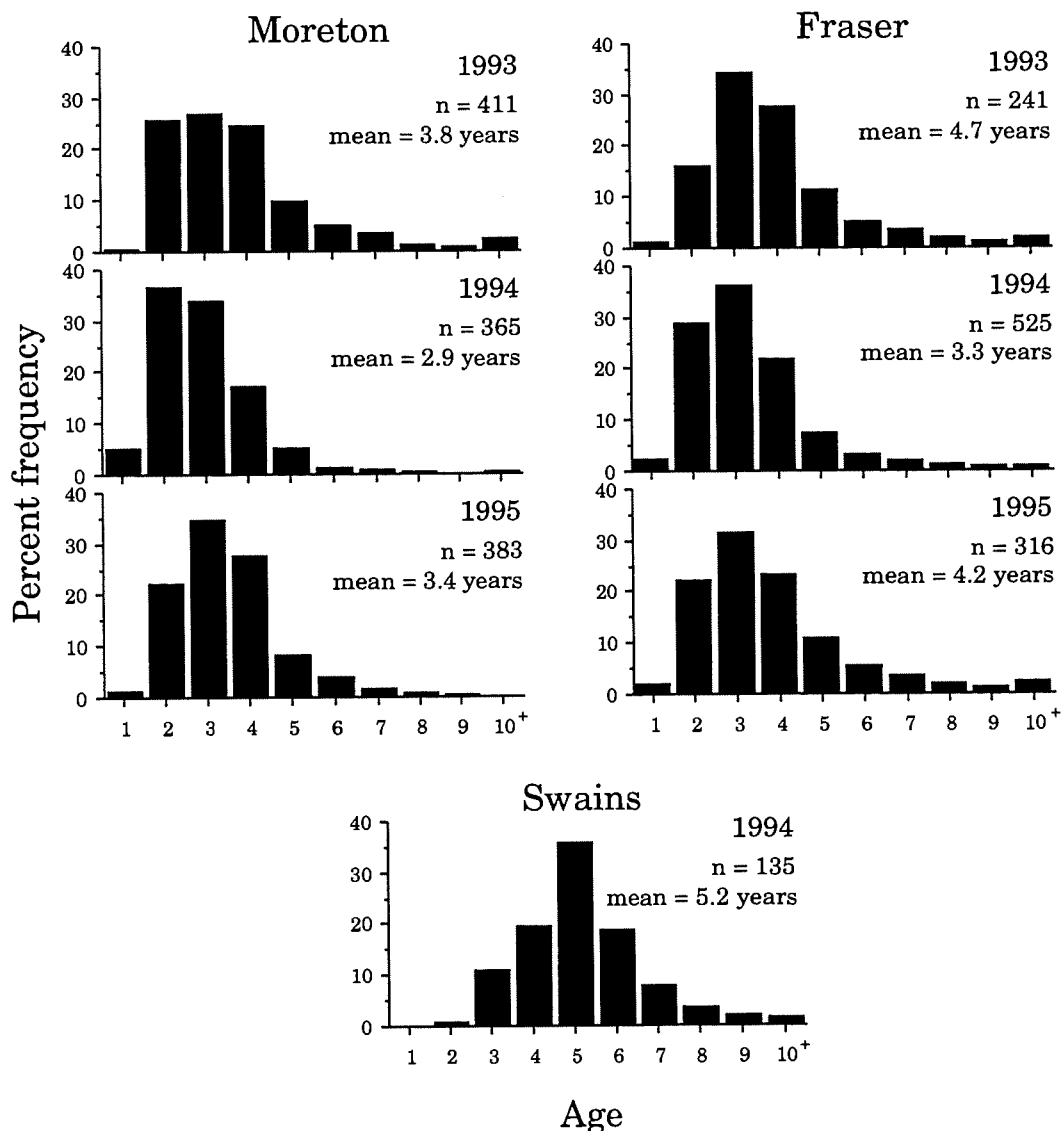 Moreton
40
30
20
10
0
1993
n = 411
mean = 3.8 years
40
30
20
10
0
1994
n = 365
mean = 2.9 years
40
30
20
10
0
1995
n = 383
mean = 3.4 years
1 2 3 4 5 6 7 8 9 10+
Percent frequency
Fraser
40
30
20
10
0
1993
n = 241
mean = 4.7 years
40
30
20
10
0
1994
n = 525
mean = 3.3 years
40
30
20
10
0
1995
n = 316
mean = 4.2 years
1 2 3 4 5 6 7 8 9 10+
Swains
40
30
20
10
0
1994
n = 135
mean = 5.2 years
1 2 3 4 5 6 7 8 9 10+
Age